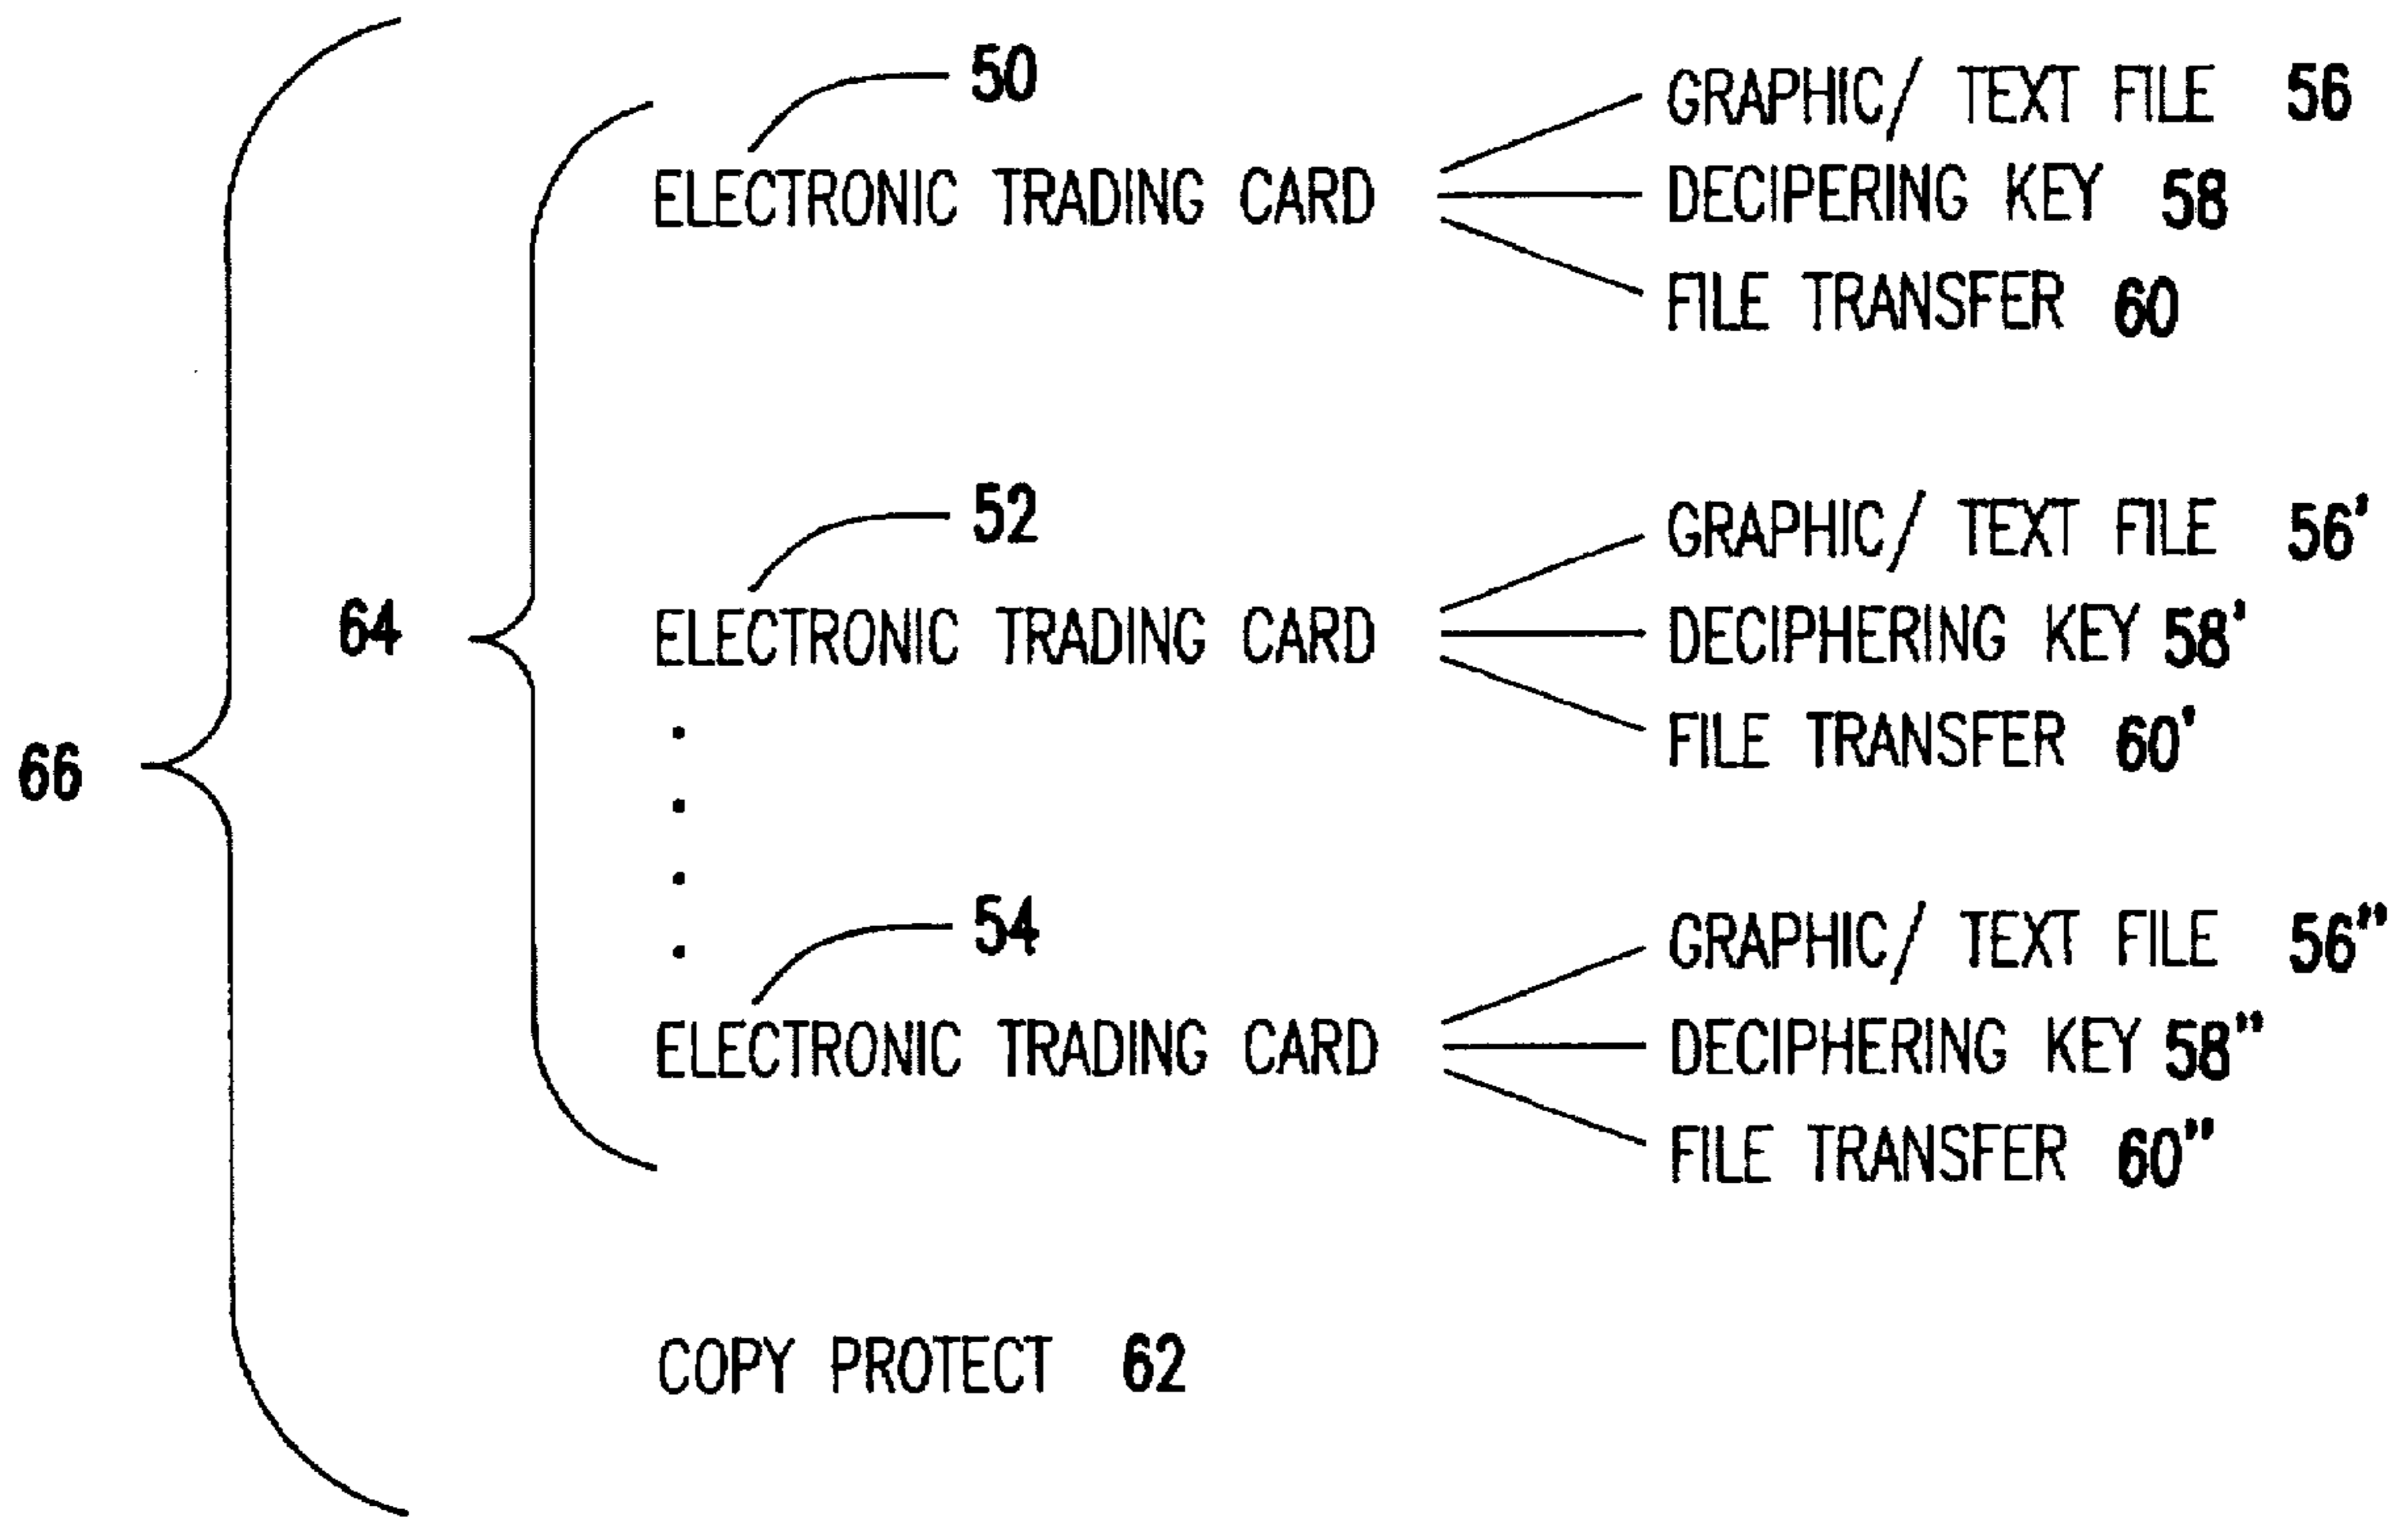 50
GRAPHIC/ TEXT FILE 56
ELECTRONIC TRADING CARD
DECIPERING KEY 58
FILE TRANSFER 60
52
GRAPHIC/ TEXT FILE 56'
64
ELECTRONIC TRADING CARD
DECIPHERING KEY 58'
FILE TRANSFER 60'
66
54
GRAPHIC/ TEXT FILE 56"
ELECTRONIC TRADING CARD
DECIPHERING KEY 58"
FILE TRANSFER 60"
COPY PROTECT 62